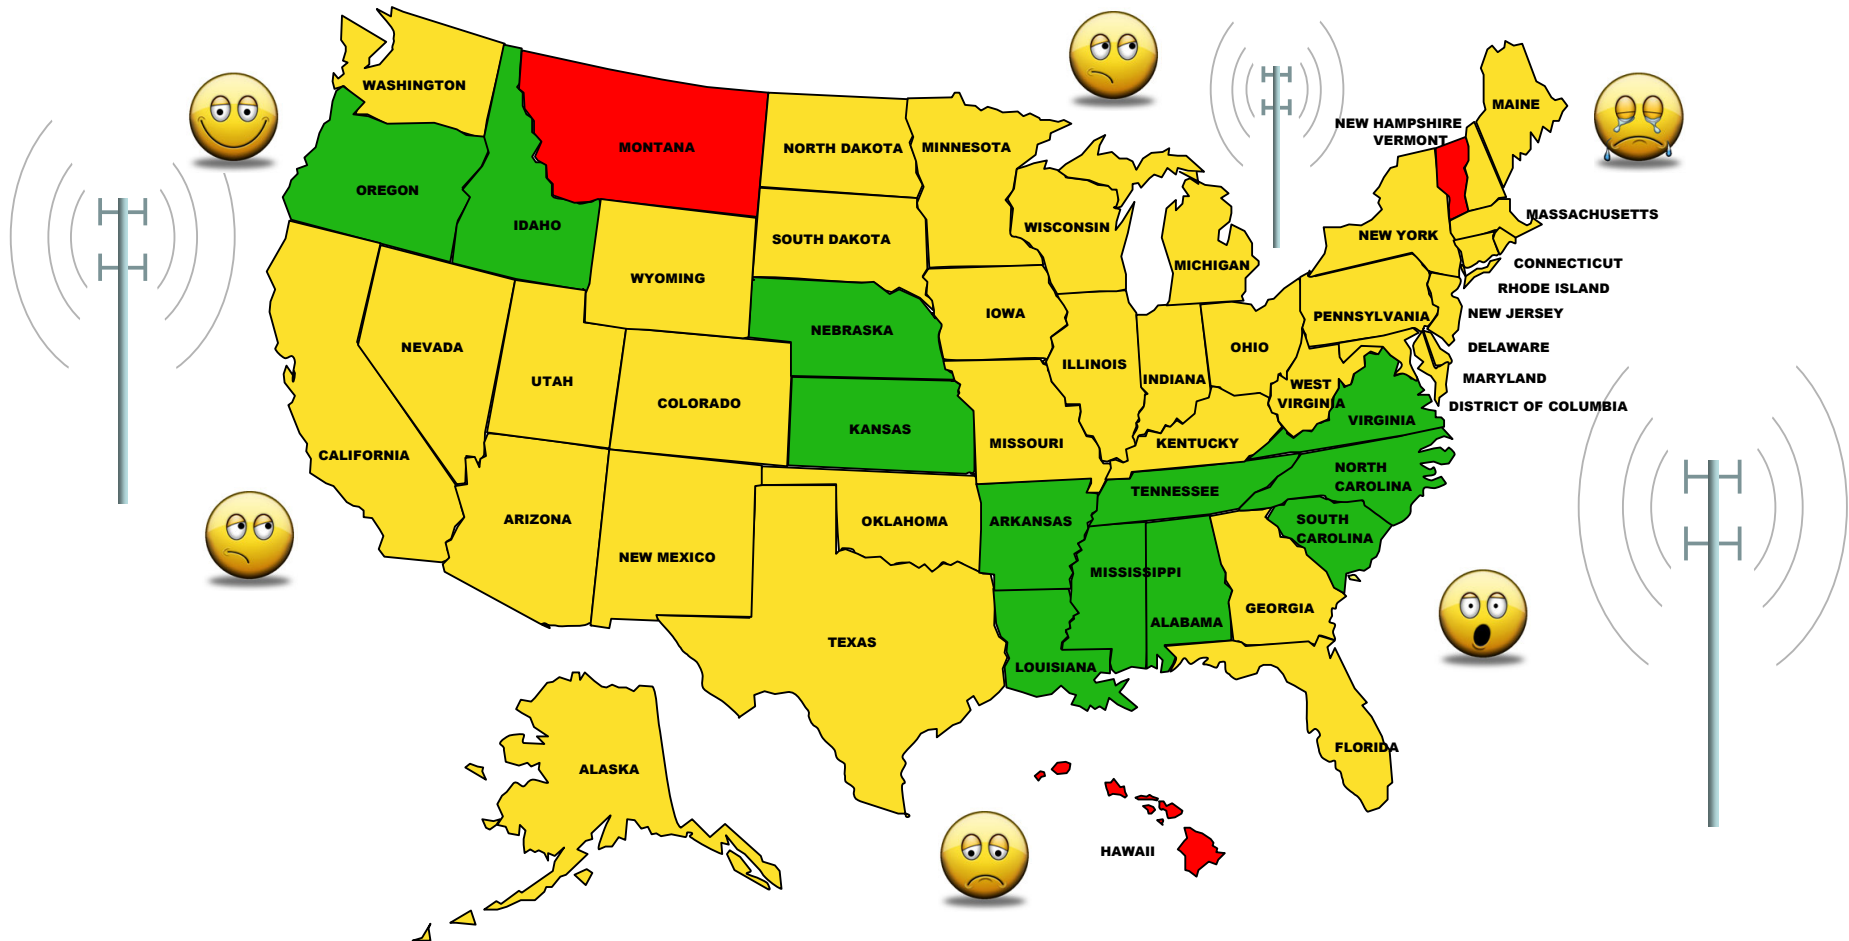 WASHINGTON
MONTANA
NORTH DAKOTA
MINNESOTA
MAINE
NEW HAMPSHIRE
VERMONT
OREGON
IDAHO
SOUTH DAKOTA
WISCONSIN
MICHIGAN
NEW YORK
MASSACHUSETTS
CONNECTICUT
RHODE ISLAND
WYOMING
NEBRASKA
IOWA
PENNSYLVANIA
NEW JERSEY
NEVADA
UTAH
COLORADO
KANSAS
ILLINOIS
INDIANA
OHIO
WEST
VIRGINIA
VIRGINIA
DELAWARE
MARYLAND
DISTRICT OF COLUMBIA
CALIFORNIA
MISSOURI
KENTUCKY
NORTH
CAROLINA
TENNESSEE
ARIZONA
NEW MEXICO
OKLAHOMA
ARKANSAS
SOUTH
CAROLINA
MISSISSIPPI
ALABAMA
GEORGIA
TEXAS
LOUISIANA
FLORIDA
ALASKA
HAWAII